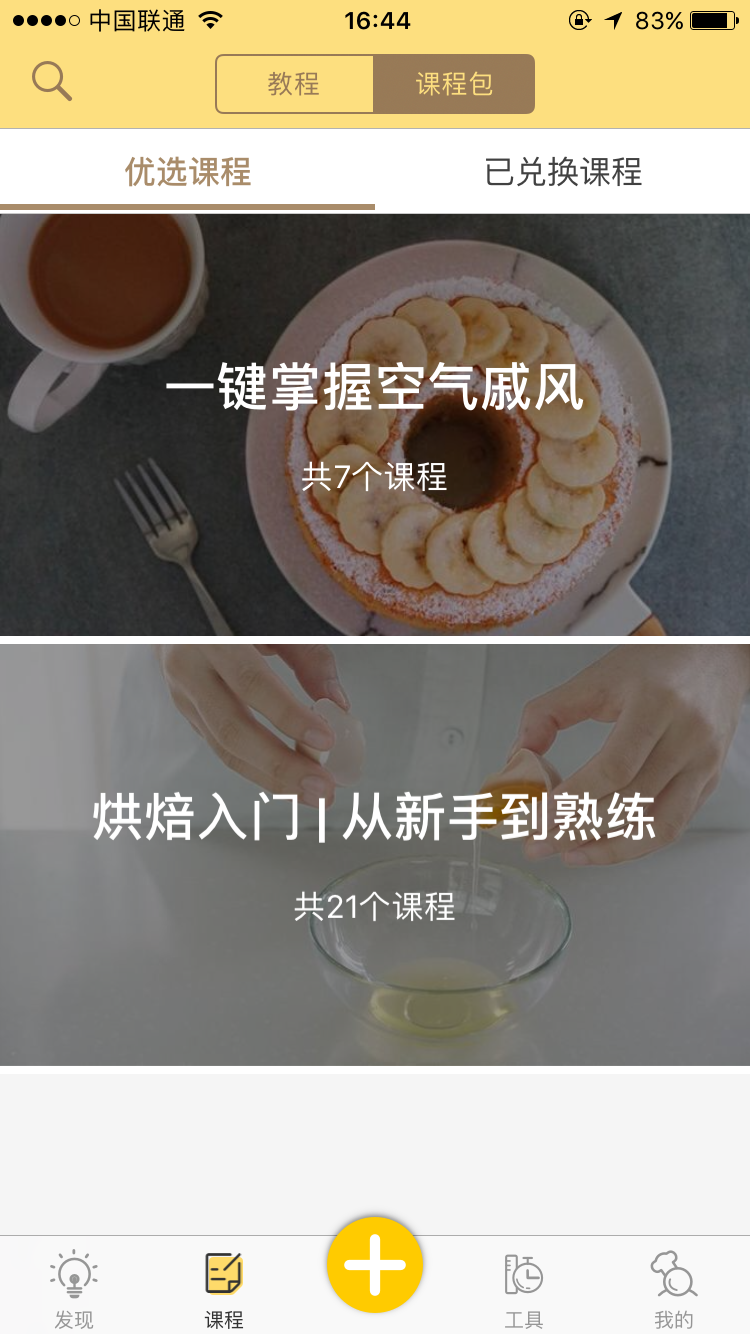 中国联通 16:44 83%
教程 课程包
优选课程 已兑换课程
一键掌握空气戚风
共7个课程
烘焙入门 | 从新手到熟练
共21个课程
发现 课程 工具 我的